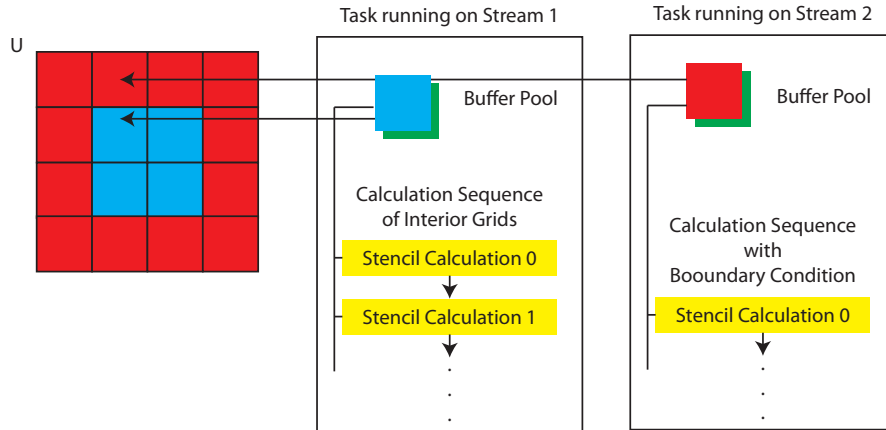 Task running on Stream 1
Task running on Stream 2
U
Buffer Pool
Buffer Pool
Calculation Sequence
of Interior Grids
Stencil Calculation 0
Stencil Calculation 1
.
.
.
Calculation Sequence
with
Booundary Condition
Stencil Calculation 0
.
.
.